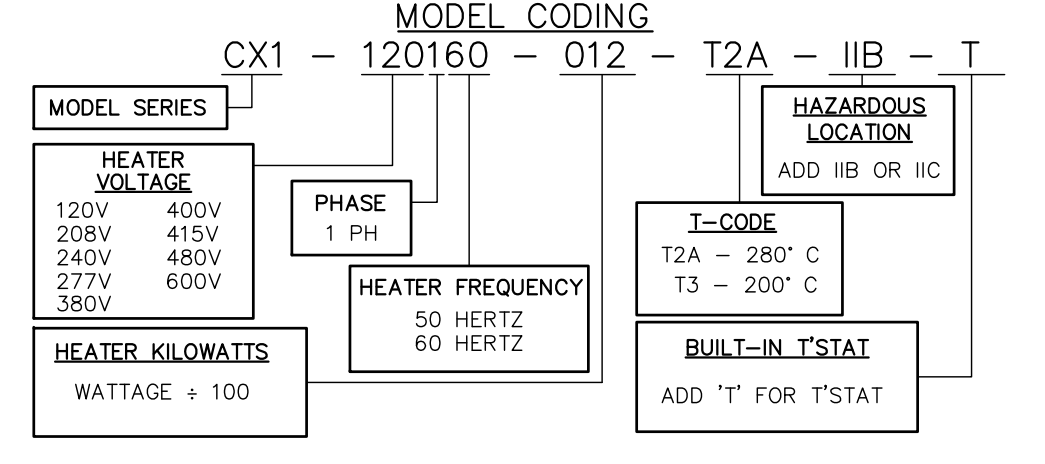 MODEL CODING
CX1 – 120160 – 012 – T2A – IIB – T
MODEL SERIES
HEATER
VOLTAGE
120V 400V
208V 415V
240V 480V
277V 600V
380V
PHASE
1 PH
HEATER FREQUENCY
50 HERTZ
60 HERTZ
HEATER KILOWATTS
WATTAGE ÷ 100
HAZARDOUS
LOCATION
ADD IIB OR IIC
T–CODE
T2A – 280° C
T3 – 200° C
BUILT–IN T'STAT
ADD 'T' FOR T'STAT